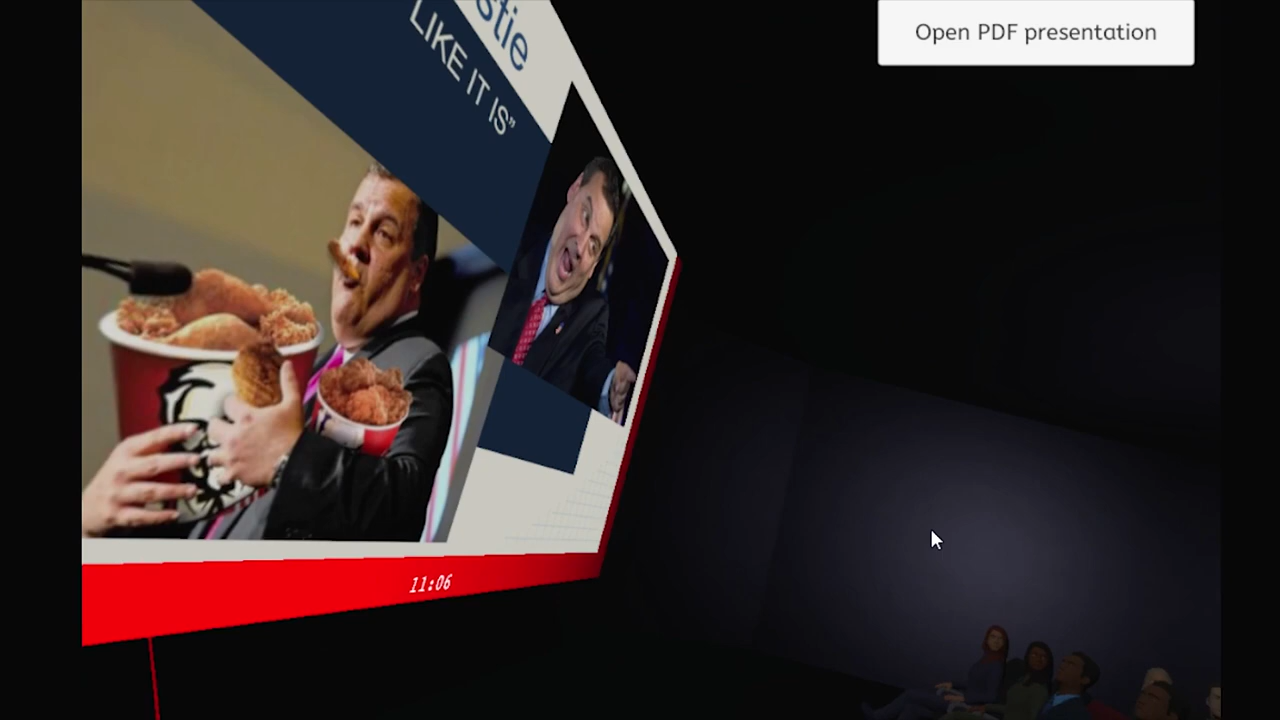 Open PDF presentation
stie
LIKE IT IS”
11:06